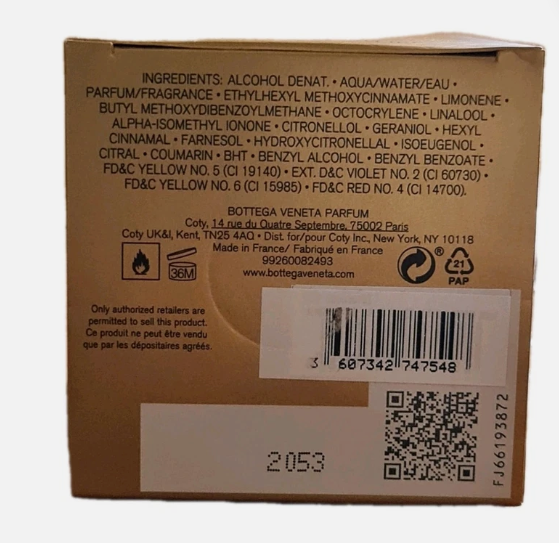 INGREDIENTS: ALCOHOL DENAT. • AQUA/WATER/EAU •
PARFUM/FRAGRANCE • ETHYLHEXYL METHOXYCINNAMATE • LIMONENE •
BUTYL METHOXYDIBENZOYLMETHANE • OCTOCRYLENE • LINALOOL •
ALPHA-ISOMETHYL IONONE • CITRONELLOL • GERANIOL • HEXYL
CINNAMAL • FARNESOL • HYDROXYCITRONELLAL • ISOEUGENOL •
CITRAL • COUMARIN • BHT • BENZYL ALCOHOL • BENZYL BENZOATE •
FD&C YELLOW NO. 5 (CI 19140) • EXT. D&C VIOLET NO. 2 (CI 60730) •
FD&C YELLOW NO. 6 (CI 15985) • FD&C RED NO. 4 (CI 14700).
BOTTEGA VENETA PARFUM
Coty, 14 rue du Quatre Septembre, 75002 Paris
Coty UK&I, Kent, TN25 4AQ • Dist. for/pour Coty Inc., New York, NY 10118
Made in France/ Fabriqué en France
99260082493
www.bottegaveneta.com
36M
®
21
PAP
Only authorized retailers are
permitted to sell this product.
Ce produit ne peut être vendu
que par les dépositaires agréés.
3 607342 747548
2053
FJ66193872